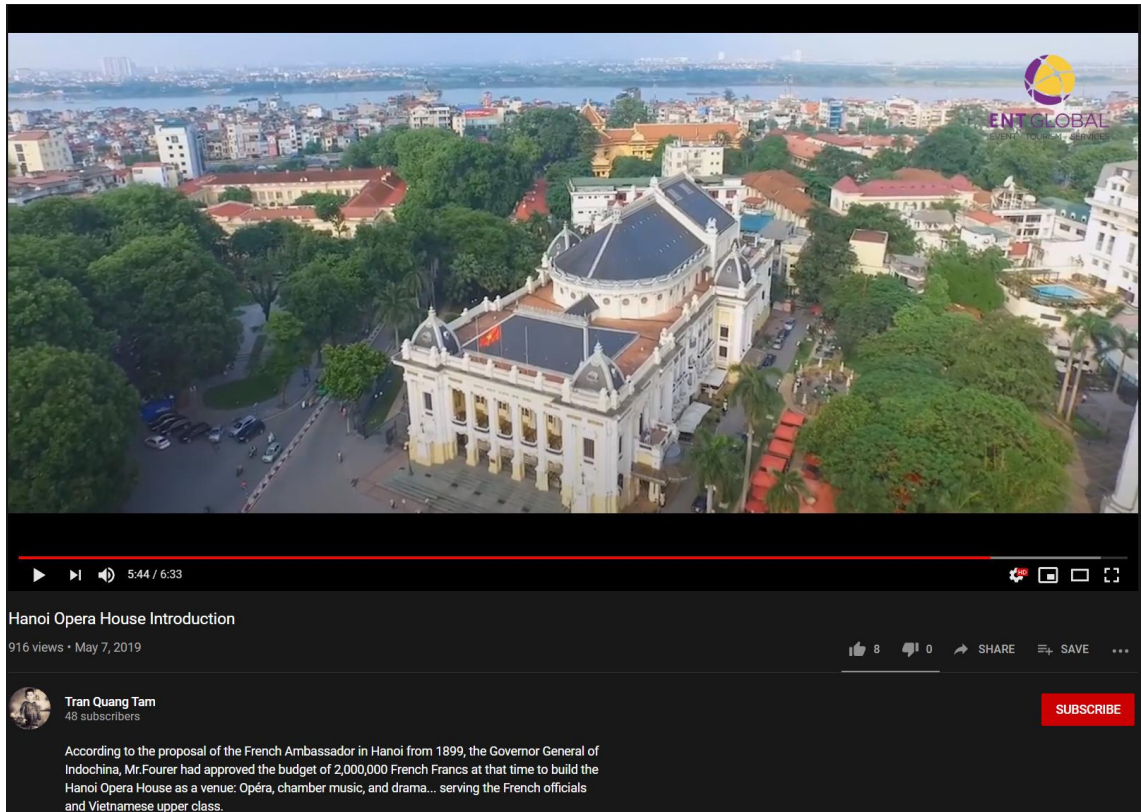 ENT GLOBAL
EVENT - TOURISM - SERVICES
5:44 / 6:33
HD
Hanoi Opera House Introduction
916 views • May 7, 2019
8
0
SHARE
SAVE
Tran Quang Tam
48 subscribers
SUBSCRIBE
According to the proposal of the French Ambassador in Hanoi from 1899, the Governor General of
Indochina, Mr.Fourer had approved the budget of 2,000,000 French Francs at that time to build the
Hanoi Opera House as a venue: Opéra, chamber music, and drama... serving the French officials
and Vietnamese upper class.